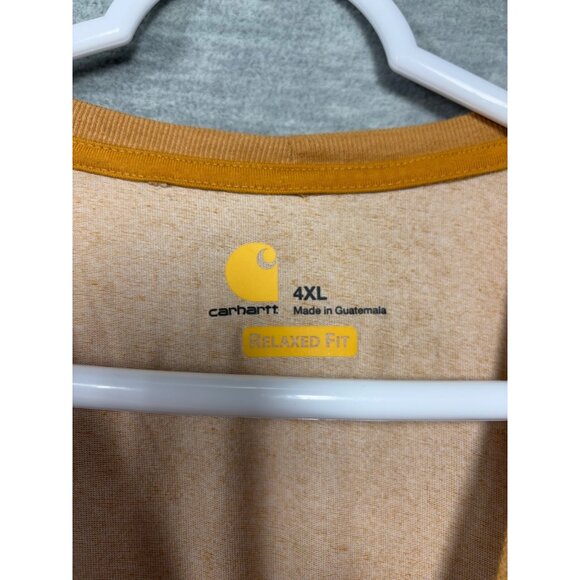 4XL
carhartt Made in Guatemala
RELAXED FIT